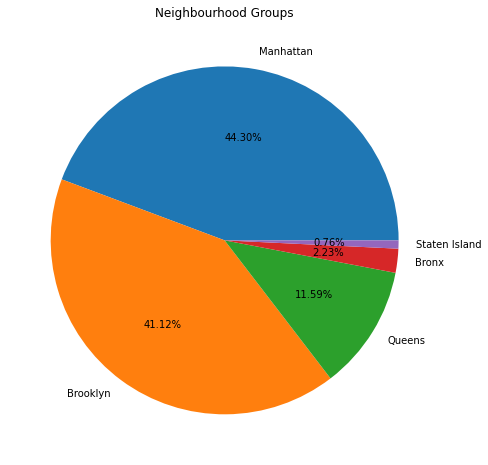 Neighbourhood Groups
Manhattan
44.30%
0.76%
Staten Island
2.23%
Bronx
11.59%
41.12%
Queens
Brooklyn